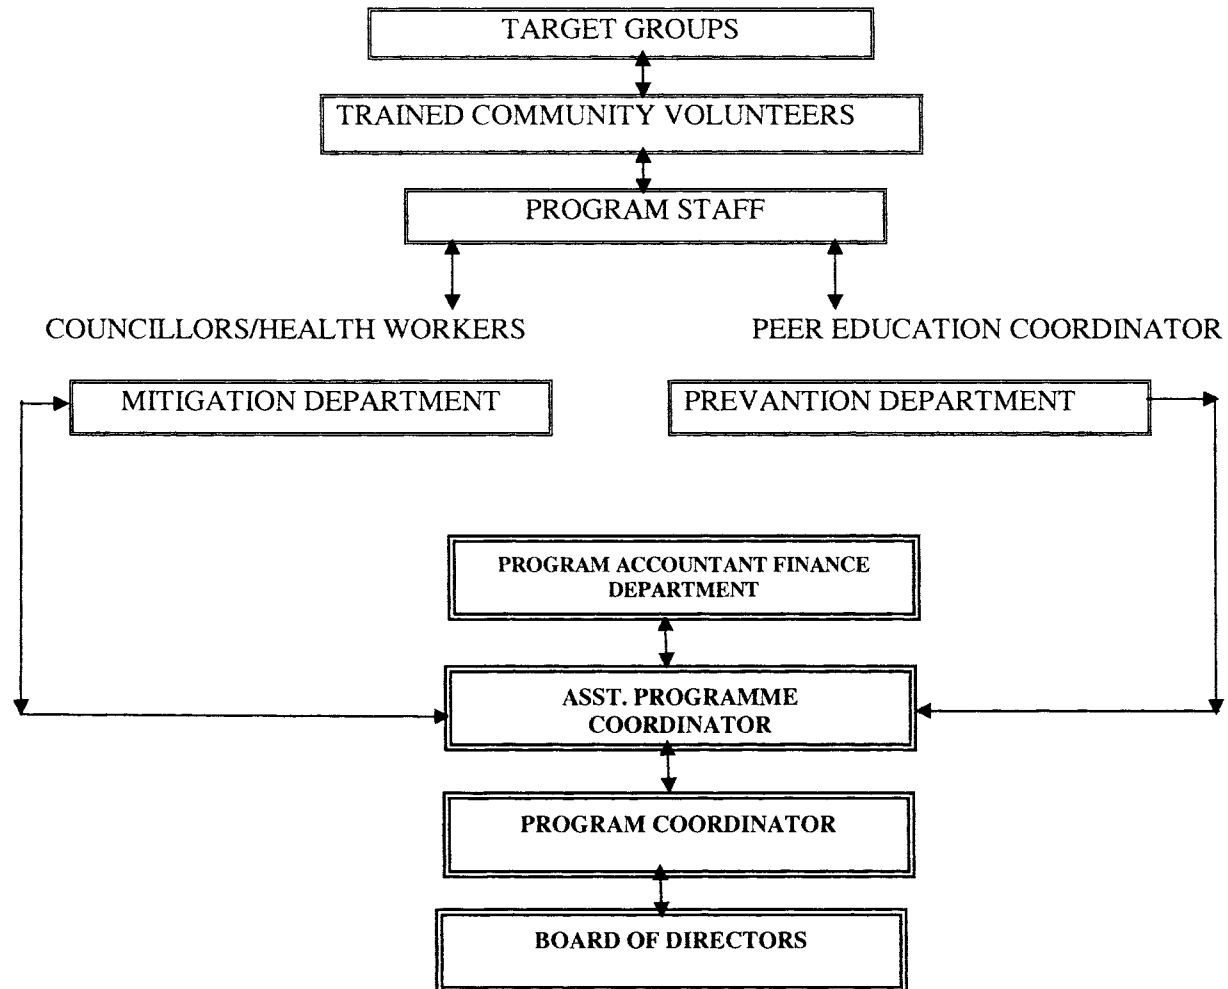 TARGET GROUPS
TRAINED COMMUNITY VOLUNTEERS
PROGRAM STAFF
COUNCILLORS/HEALTH WORKERS
PEER EDUCATION COORDINATOR
MITIGATION DEPARTMENT
PREVANTION DEPARTMENT
PROGRAM ACCOUNTANT FINANCE
DEPARTMENT
ASST. PROGRAMME
COORDINATOR
PROGRAM COORDINATOR
BOARD OF DIRECTORS